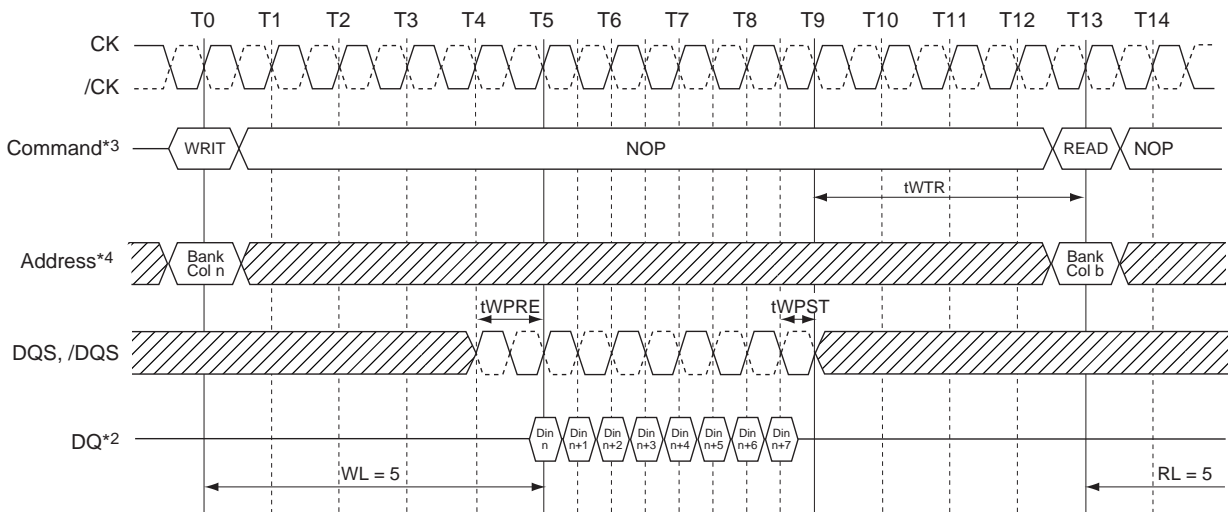 T0 T1 T2 T3 T4 T5 T6 T7 T8 T9 T10 T11 T12 T13 T14
CK
/CK
Command*3 WRIT NOP READ NOP
tWTR
Address*4 Bank Col n Bank Col b
tWPRE tWPST
DQS, /DQS
DQ*2 Din n Din n+1 Din n+2 Din n+3 Din n+4 Din n+5 Din n+6 Din n+7
WL = 5 RL = 5